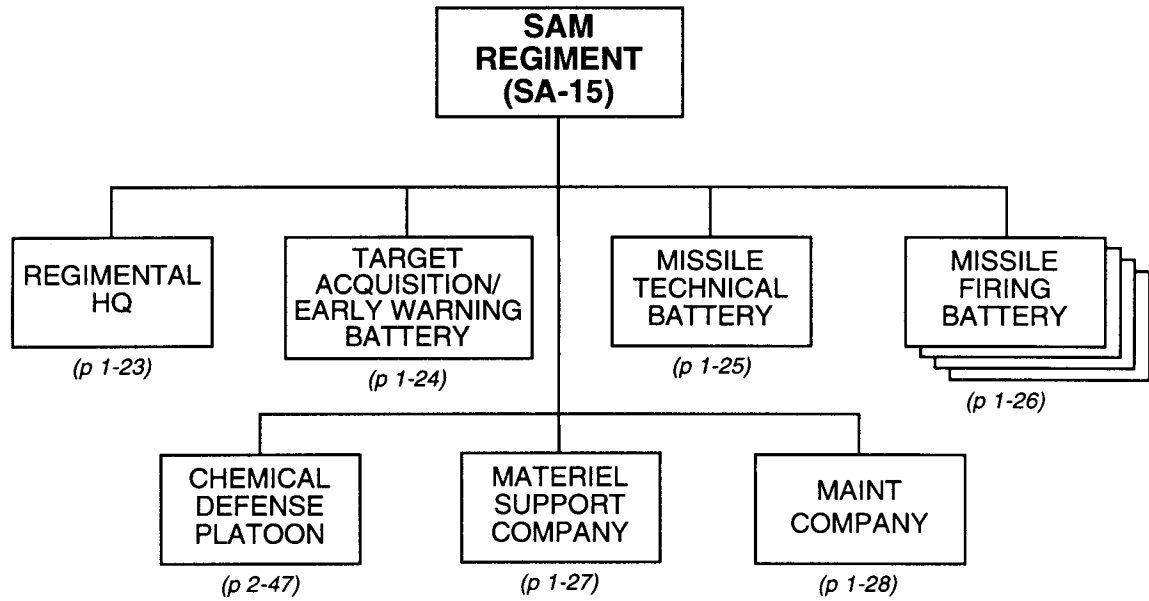 SAM
REGIMENT
(SA-15)
REGIMENTAL
HQ
(p 1-23)
TARGET
ACQUISITION/
EARLY WARNING
BATTERY
(p 1-24)
MISSILE
TECHNICAL
BATTERY
(p 1-25)
MISSILE
FIRING
BATTERY
(p 1-26)
CHEMICAL
DEFENSE
PLATOON
(p 2-47)
MATERIEL
SUPPORT
COMPANY
(p 1-27)
MAINT
COMPANY
(p 1-28)